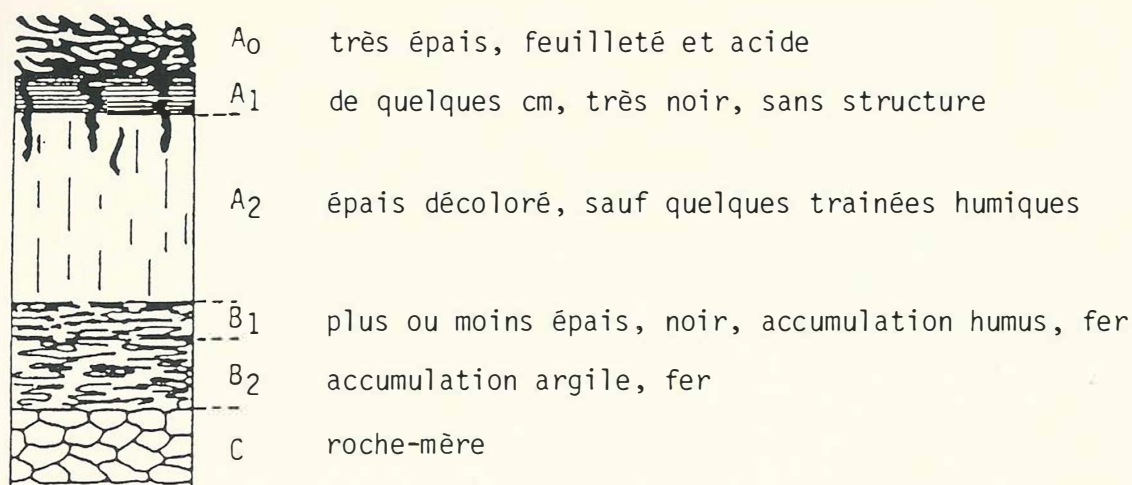 A0 très épais, feuilleté et acide
A1 de quelques cm, très noir, sans structure
A2 épais décoloré, sauf quelques trainées humiques
B1 plus ou moins épais, noir, accumulation humus, fer
B2 accumulation argile, fer
C roche-mère